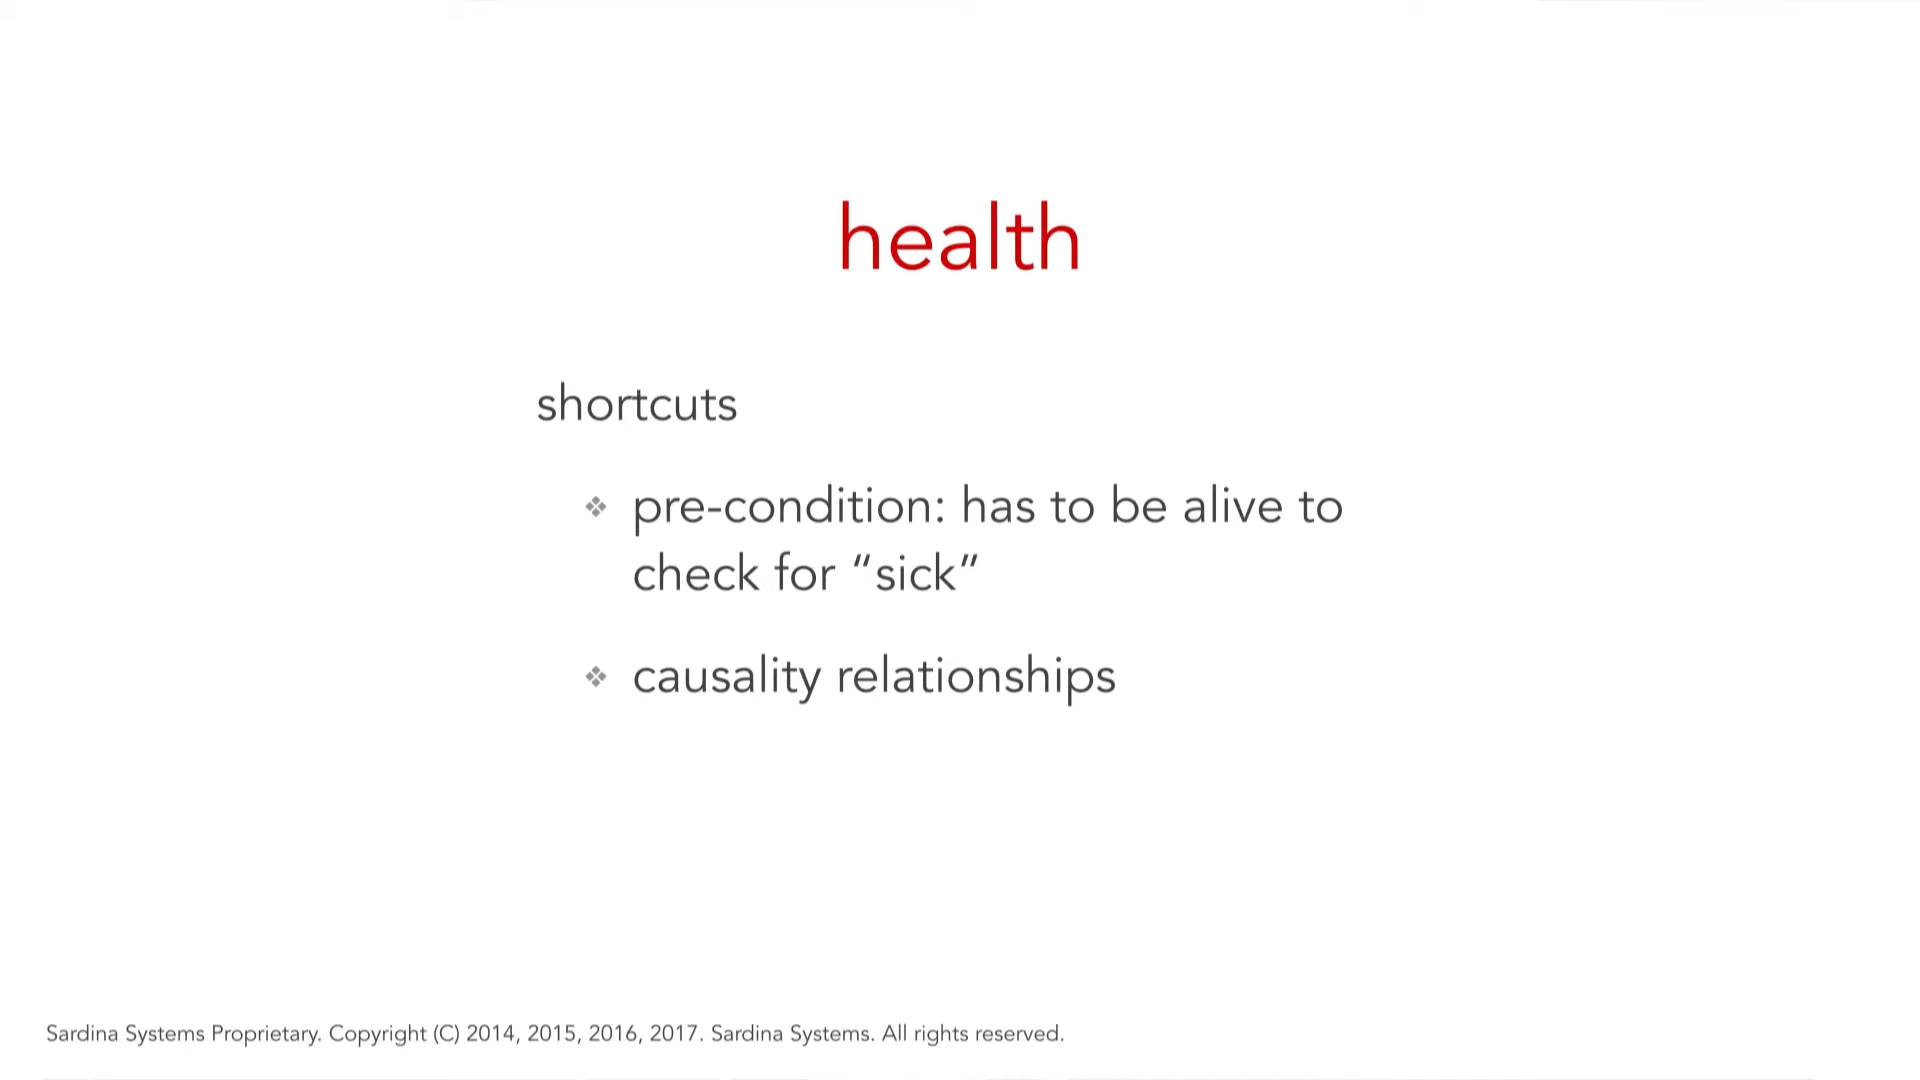 health
shortcuts
❖ pre-condition: has to be alive to
check for “sick”
❖ causality relationships
Sardina Systems Proprietary. Copyright (C) 2014, 2015, 2016, 2017. Sardina Systems. All rights reserved.